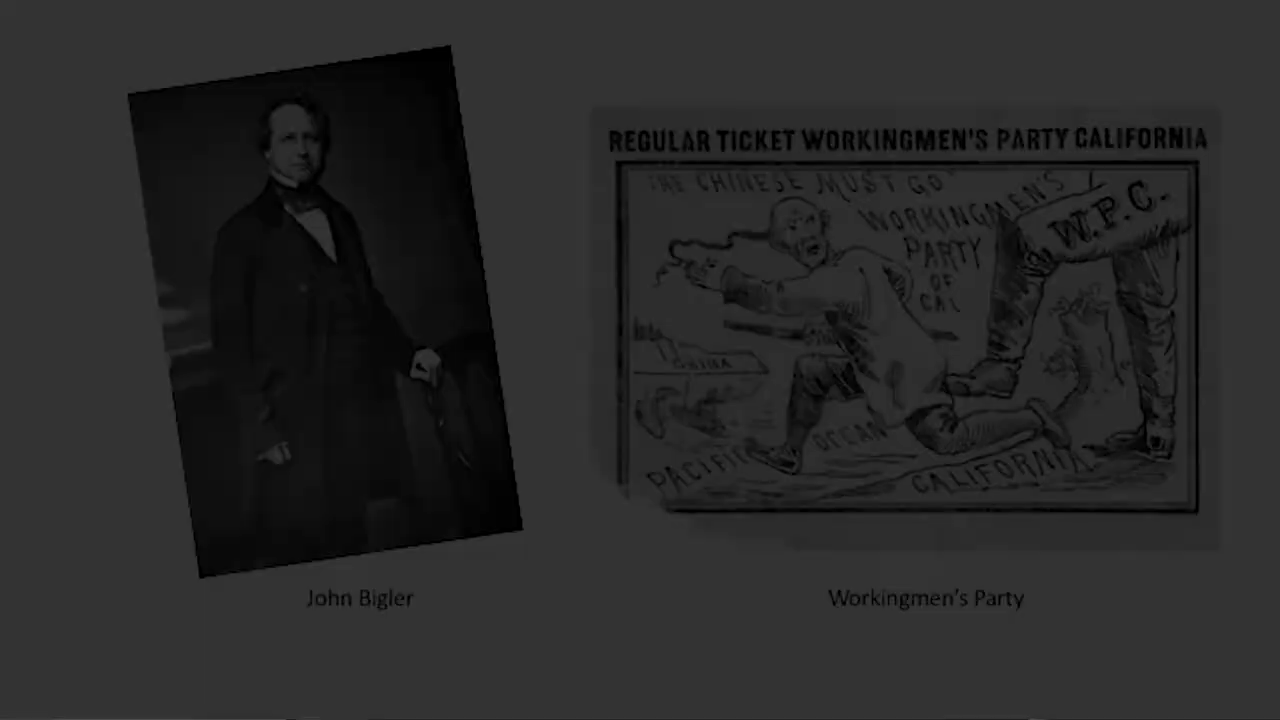 REGULAR TICKET WORKINGMEN'S PARTY CALIFORNIA
THE CHINESE MUST GO
WORKINGMEN'S
PARTY
OF
CAL
W.P.C.
CHINA
PACIFIC
OCEAN
CALIFORNIA
John Bigler
Workingmen's Party